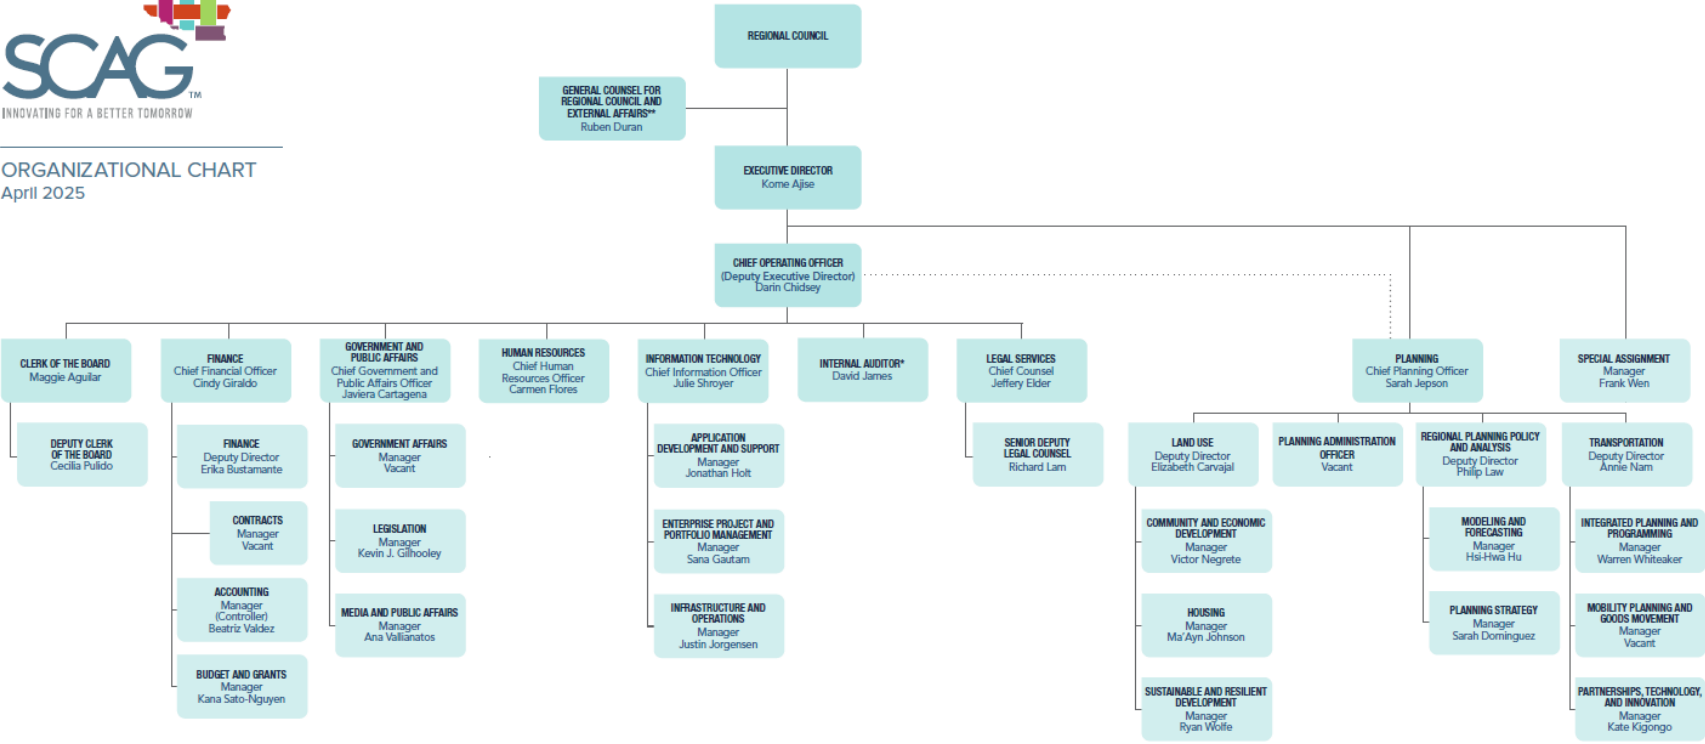 SCAG™
INNOVATING FOR A BETTER TOMORROW
ORGANIZATIONAL CHART
April 2025
REGIONAL COUNCIL
GENERAL COUNSEL FOR
REGIONAL COUNCIL AND
EXTERNAL AFFAIRS**
Ruben Duran
EXECUTIVE DIRECTOR
Kome Ajise
CHIEF OPERATING OFFICER
(Deputy Executive Director)
Darin Chidsey
CLERK OF THE BOARD
Maggie Aguilar
DEPUTY CLERK
OF THE BOARD
Cecilia Pulido
FINANCE
Chief Financial Officer
Cindy Giraldo
FINANCE
Deputy Director
Erika Bustamante
CONTRACTS
Manager
Vacant
ACCOUNTING
Manager
(Controller)
Beatriz Valdez
BUDGET AND GRANTS
Manager
Kana Sato-Nguyen
GOVERNMENT AND
PUBLIC AFFAIRS
Chief Government and
Public Affairs Officer
Javiera Cartagena
GOVERNMENT AFFAIRS
Manager
Vacant
LEGISLATION
Manager
Kevin J. Gilhooley
MEDIA AND PUBLIC AFFAIRS
Manager
Ana Vallianatos
HUMAN RESOURCES
Chief Human
Resources Officer
Carmen Flores
INFORMATION TECHNOLOGY
Chief Information Officer
Julie Shroyer
APPLICATION
DEVELOPMENT AND SUPPORT
Manager
Jonathan Holt
ENTERPRISE PROJECT AND
PORTFOLIO MANAGEMENT
Manager
Sana Gautam
INFRASTRUCTURE AND
OPERATIONS
Manager
Justin Jorgensen
INTERNAL AUDITOR*
David James
LEGAL SERVICES
Chief Counsel
Jeffery Elder
SENIOR DEPUTY
LEGAL COUNSEL
Richard Lam
PLANNING
Chief Planning Officer
Sarah Jepson
LAND USE
Deputy Director
Elizabeth Carvajal
COMMUNITY AND ECONOMIC
DEVELOPMENT
Manager
Victor Negrete
HOUSING
Manager
Ma'Ayn Johnson
SUSTAINABLE AND RESILIENT
DEVELOPMENT
Manager
Ryan Wolfe
PLANNING ADMINISTRATION
OFFICER
Vacant
REGIONAL PLANNING POLICY
AND ANALYSIS
Deputy Director
Philip Law
MODELING AND
FORECASTING
Manager
Hsi-Hwa Hu
PLANNING STRATEGY
Manager
Sarah Dominguez
TRANSPORTATION
Deputy Director
Annie Nam
INTEGRATED PLANNING AND
PROGRAMMING
Manager
Warren Whiteaker
MOBILITY PLANNING AND
GOODS MOVEMENT
Manager
Vacant
PARTNERSHIPS, TECHNOLOGY,
AND INNOVATION
Manager
Kate Kigongo
SPECIAL ASSIGNMENT
Manager
Frank Wen